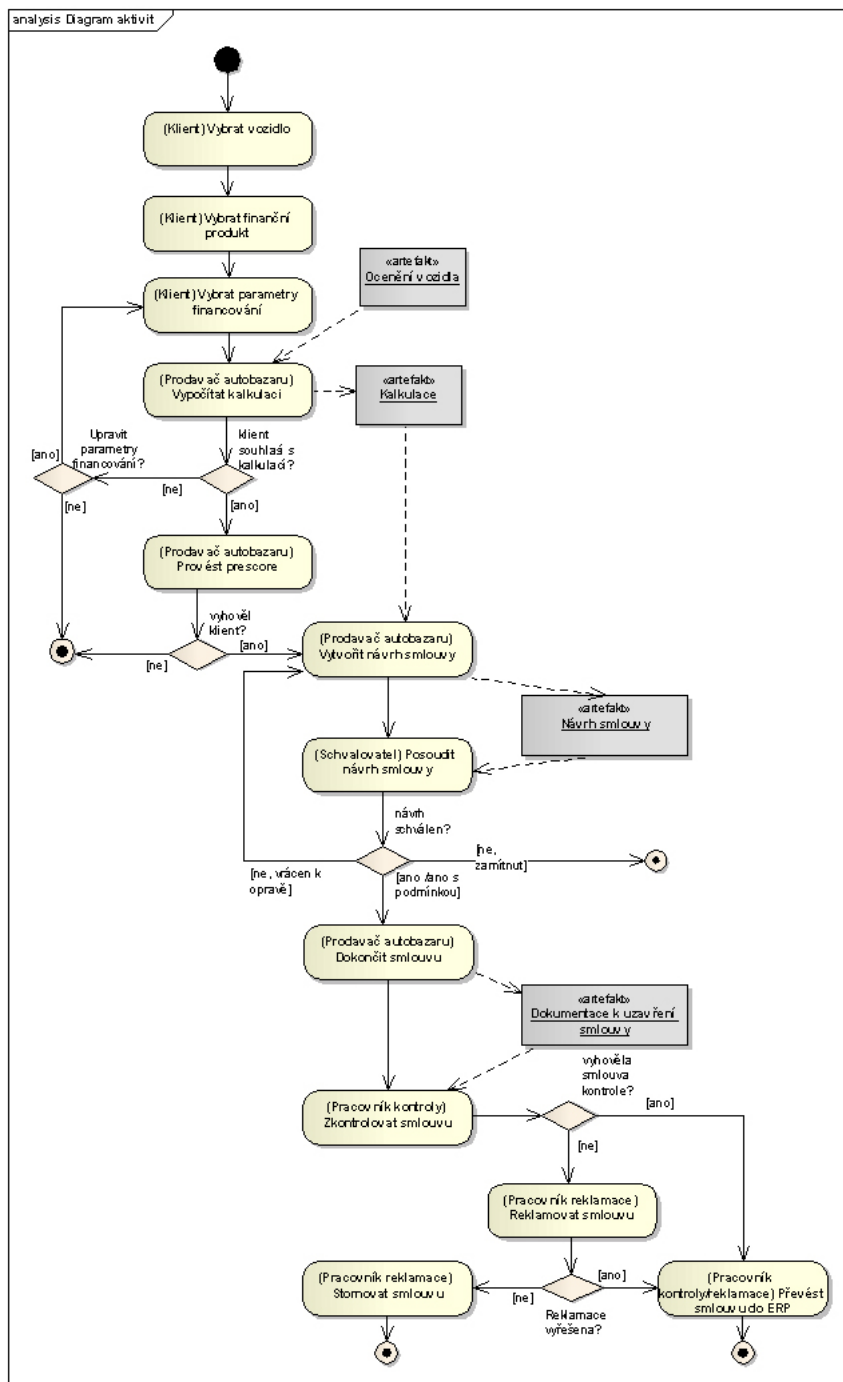 analysis Diagram aktivit
(Klient) Vybrat vozidlo
(Klient) Vybrat finanční
produkt
«artefakt»
Ocenění vozidla
(Klient) Vybrat parametry
financování
(Prodavač autobazaru)
Vypočítat kalkulaci
«artefakt»
Kalkulace
Upravit
parametry
financování?
klient
souhlasí s
kalkulací?
[ano]
[ne]
[ne]
[ano]
(Prodavač autobazaru)
Provést prescore
vyhověl
klient?
[ne]
[ano]
(Prodavač autobazaru)
Vytvořit návrh smlouvy
«artefakt»
Návrh smlouvy
(Schvalovatel) Posoudit
návrh smlouvy
návrh
schválen?
[ne, vrácen k
opravě]
[ano /ano s
podmínkou]
[ne,
zamítnut]
(Prodavač autobazaru)
Dokončit smlouvu
«artefakt»
Dokumentace k uzavření
smlouvy
vyhověla
smlouva
kontrole?
(Pracovník kontroly)
Zkontrolovat smlouvu
[ano]
[ne]
(Pracovník reklamace)
Reklamovat smlouvu
(Pracovník reklamace)
Stornovat smlouvu
[ne]
[ano]
Reklamace
vyřešena?
(Pracovník
kontroly/reklamace) Převést
smlouvu do ERP